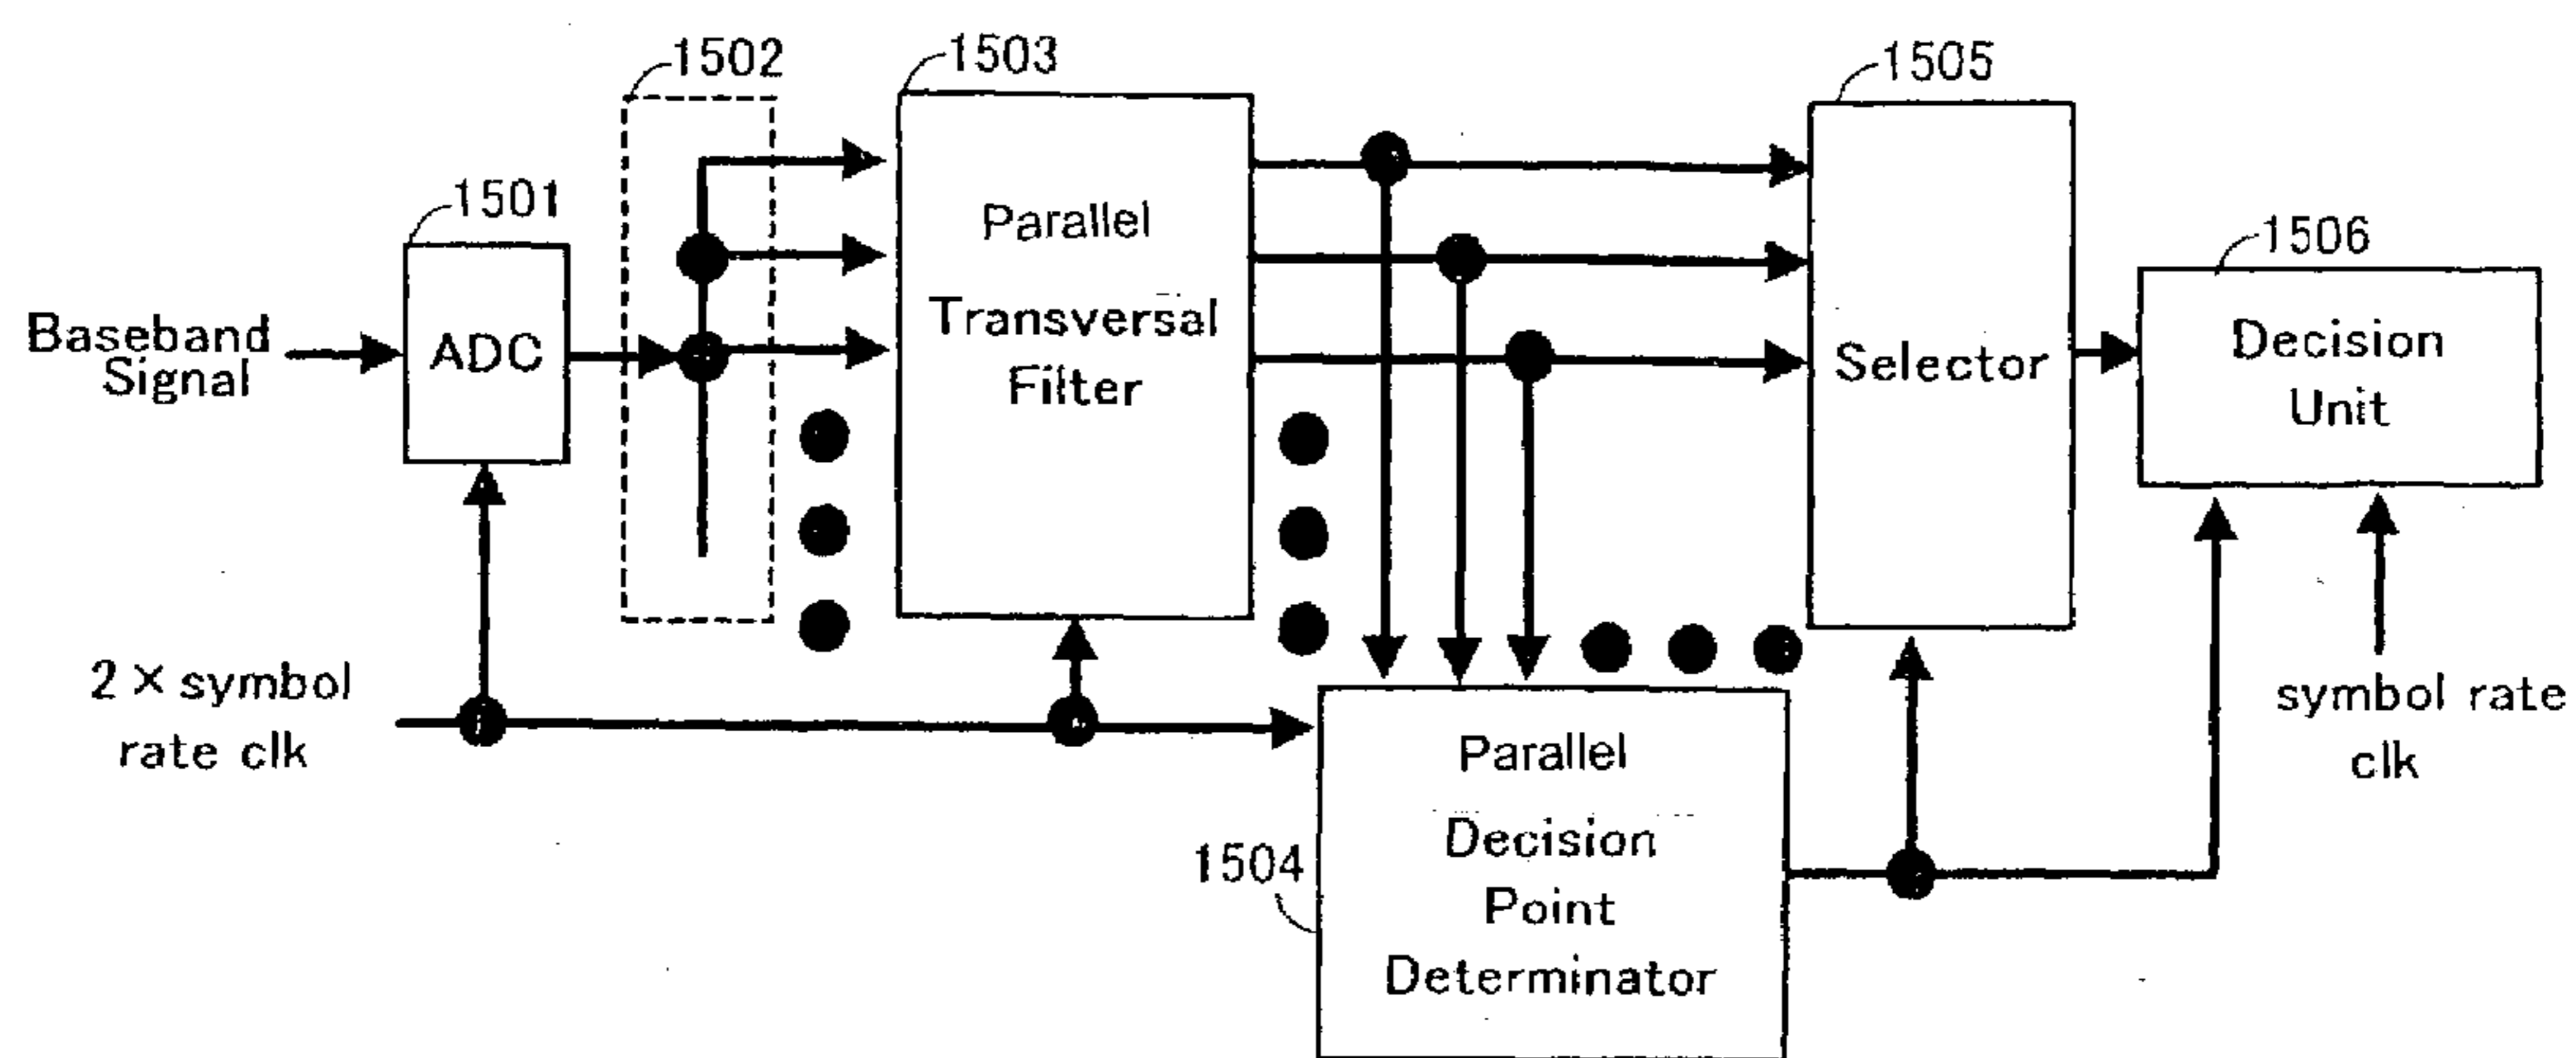 1502
1503
1505
1501
1506
Parallel
Transversal
Filter
Baseband
Signal
ADC
Selector
Decision
Unit
2×symbol
rate clk
symbol rate
clk
Parallel
Decision
Point
Determinator
1504